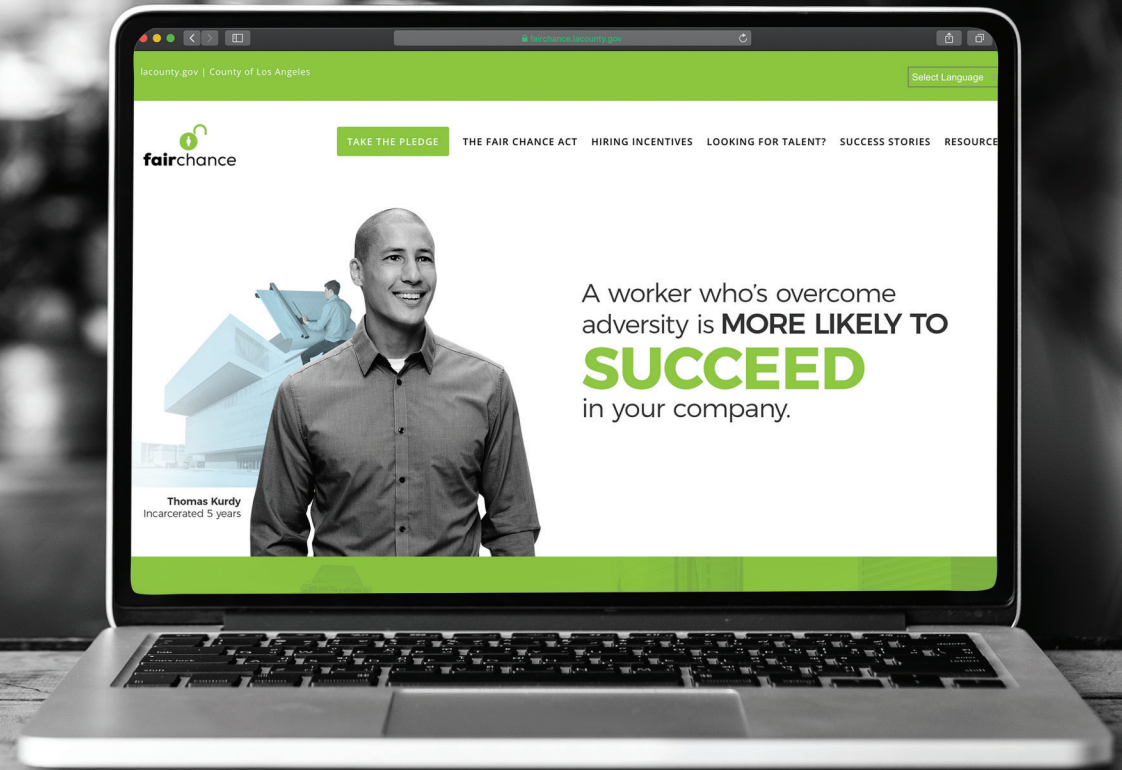 fairchance.lacounty.gov
lacounty.gov | County of Los Angeles
Select Language
fairchance
TAKE THE PLEDGE
THE FAIR CHANCE ACT
HIRING INCENTIVES
LOOKING FOR TALENT?
SUCCESS STORIES
RESOURCE
A worker who's overcome
adversity is MORE LIKELY TO
SUCCEED
in your company.
Thomas Kurdy
Incarcerated 5 years